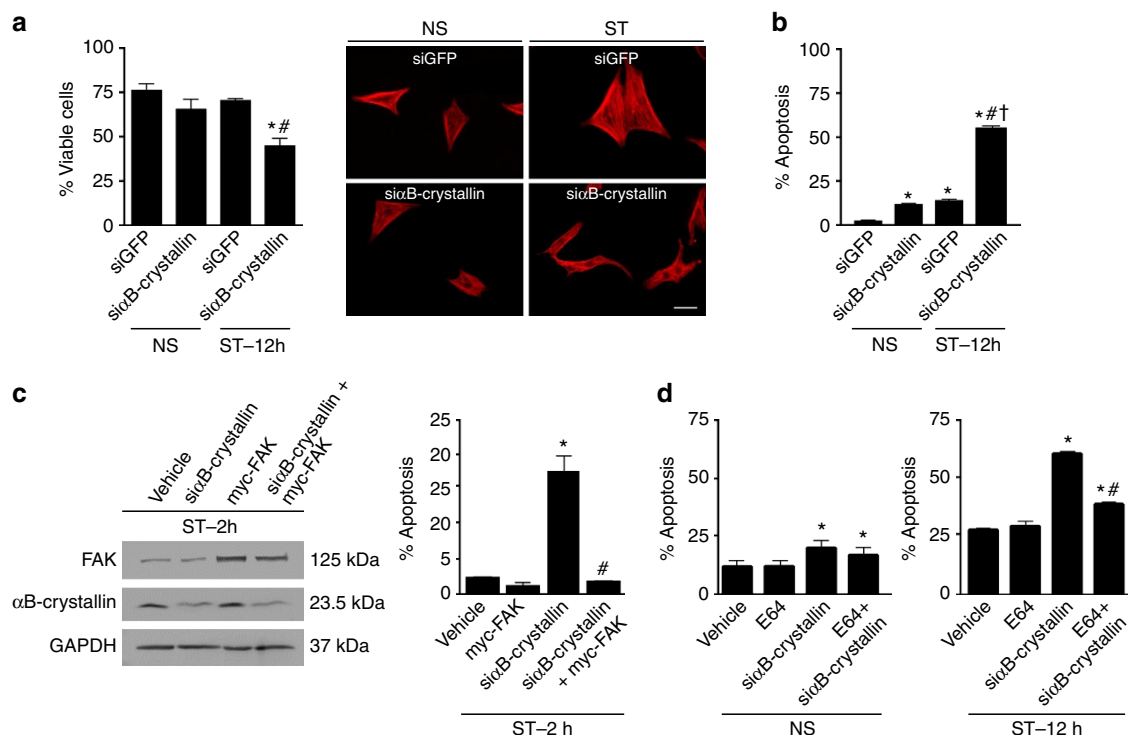 a
NS
ST
siGFP
siGFP
siαB-crystallin
siαB-crystallin
% Viable cells
100
75
50
25
0
*#
siGFP
siαB-crystallin
siGFP
siαB-crystallin
NS
ST–12h
b
% Apoptosis
100
75
50
25
0
*
*
*#†
siGFP
siαB-crystallin
siGFP
siαB-crystallin
NS
ST–12h
c
Vehicle
siαB-crystallin
myc-FAK
siαB-crystallin +
myc-FAK
ST–2h
FAK
125 kDa
αB-crystallin
23.5 kDa
GAPDH
37 kDa
% Apoptosis
25
20
25
20
5
0
*
#
Vehicle
myc-FAK
siαB-crystallin
siαB-crystallin
+ myc-FAK
ST–2 h
d
% Apoptosis
75
50
25
0
*
*
Vehicle
E64
siαB-crystallin
E64+
siαB-crystallin
NS
% Apoptosis
75
50
25
0
*
*#
Vehicle
E64
siαB-crystallin
E64+
siαB-crystallin
ST–12 h